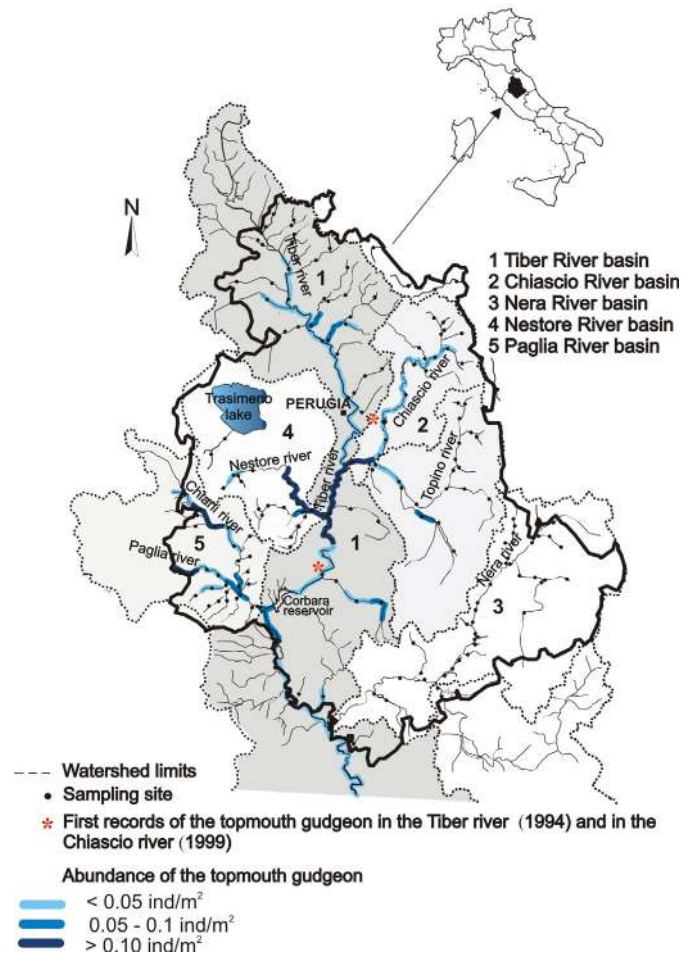 N
1 Tiber River basin
2 Chiascio River basin
3 Nera River basin
4 Nestore River basin
5 Paglia River basin
Tiber river
1
Trasimeno
lake
PERUGIA
*
Chiascio river
2
4
Nestore river
Tiber river
Topino river
Chiani river
5
Paglia river
1
*
Nera river
3
Corbara
reservoir
--- Watershed limits
• Sampling site
* First records of the topmouth gudgeon in the Tiber river (1994) and in the
Chiascio river (1999)
Abundance of the topmouth gudgeon
< 0.05 ind/m²
0.05 - 0.1 ind/m²
> 0.10 ind/m²